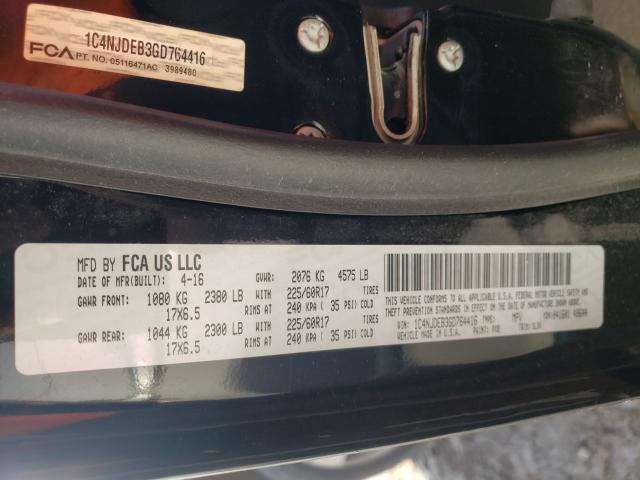 1C4NJDEB3GD764416
FCA PT. NO. 05116471AC 3989480
MFD BY FCA US LLC
DATE OF MFR(BUILT): 4-16 GVWR: 2076 KG 4575 LB
GAWR FRONT: 1080 KG 2380 LB WITH 225/60R17 TIRES
17X6.5 RIMS AT 240 KPA ( 35 PSI) COLD
GAWR REAR: 1044 KG 2300 LB WITH 225/60R17 TIRES
17X6.5 RIMS AT 240 KPA ( 35 PSI) COLD
THIS VEHICLE CONFORMS TO ALL APPLICABLE U.S.A. FEDERAL MOTOR VEHICLE SAFETY AND
THEFT PREVENTION STANDARDS IN EFFECT ON THE DATE OF MANUFACTURE SHOWN ABOVE.
VIN: 1C4NJDEB3GD764416 TYPE: MPV
VEHICLE MADE IN U.S.A. PAINT: TRIM: